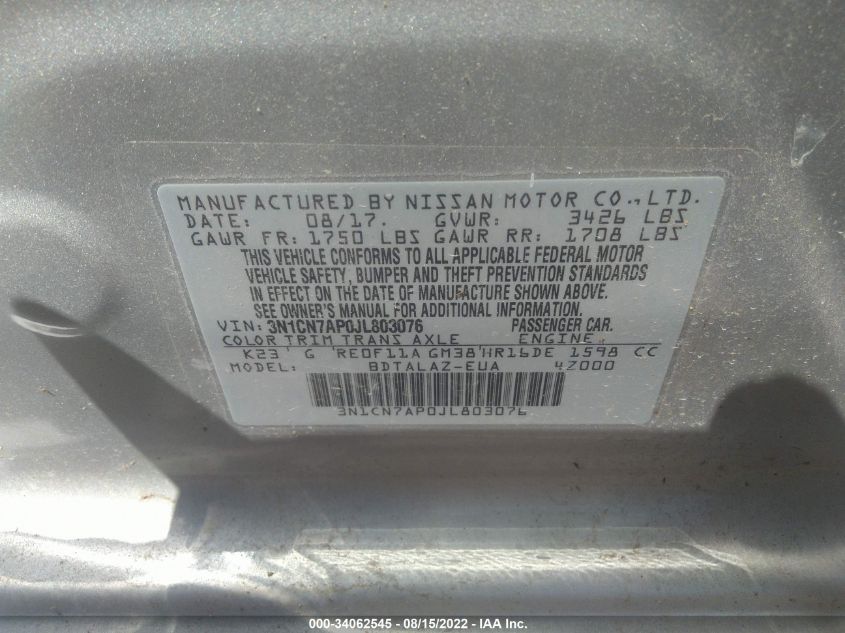 MANUFACTURED BY NISSAN MOTOR CO., LTD.
DATE: 08/17. GVWR: 3426 LBS
GAWR FR: 1750 LBS GAWR RR: 1708 LBS
THIS VEHICLE CONFORMS TO ALL APPLICABLE FEDERAL MOTOR
VEHICLE SAFETY, BUMPER AND THEFT PREVENTION STANDARDS
IN EFFECT ON THE DATE OF MANUFACTURE SHOWN ABOVE.
SEE OWNER'S MANUAL FOR ADDITIONAL INFORMATION.
VIN: 3N1CN7AP0JL803076 PASSENGER CAR.
COLOR TRIM TRANS AXLE ENGINE
K23' G 'RE0F11A GM38'HR16DE 1598 CC
MODEL: BDTALAZ-EUA 4Z000
3N1CN7AP0JL803076
000-34062545 - 08/15/2022 - IAA Inc.